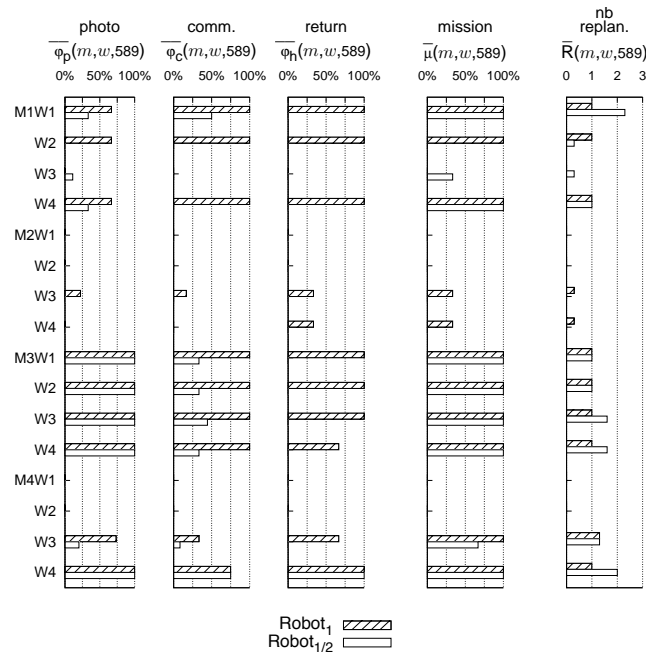 photo comm. return mission nb replan.
φp(m,w,589) φc(m,w,589) φh(m,w,589) μ(m,w,589) R(m,w,589)
0% 50% 100% 0% 50% 100% 0% 50% 100% 0% 50% 100% 0 1 2 3
M1W1
W2
W3
W4
M2W1
W2
W3
W4
M3W1
W2
W3
W4
M4W1
W2
W3
W4
Robot1
Robot1/2